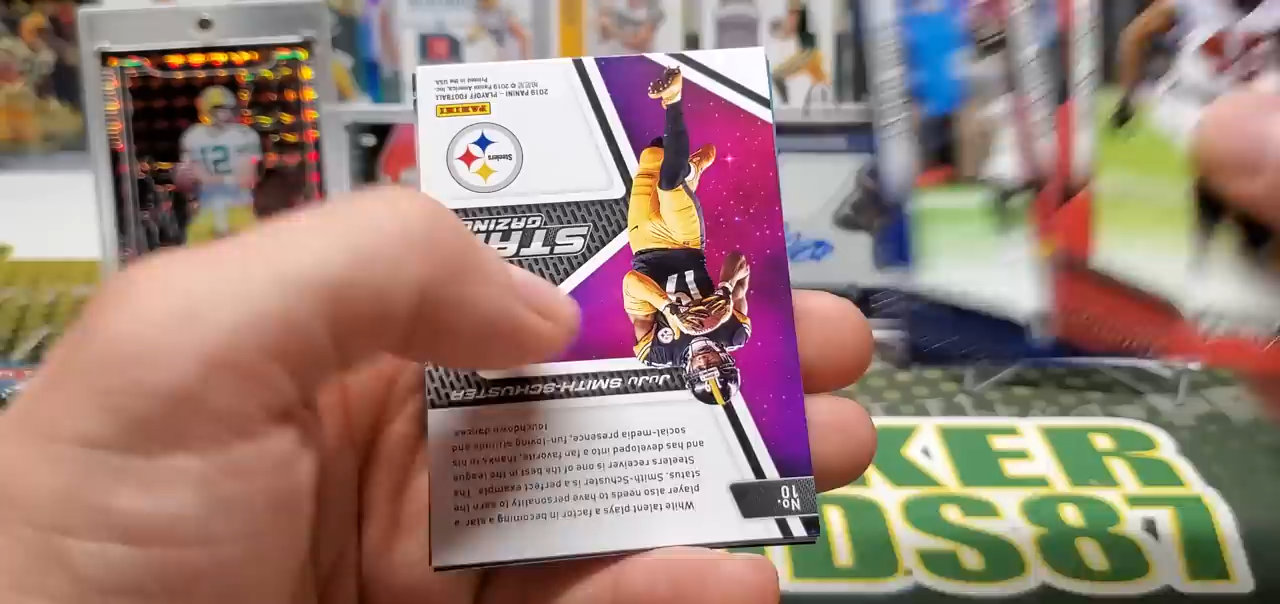 No.
10
While talent plays a factor in becoming a star a
player also needs to have personality to earn the
status. Smith-Schuster is a perfect example. The
Steelers receiver is one of the best in the league
and has developed into a fan favorite, thanks to his
social-media presence, fun-loving attitude and
touchdown dances
JUJU SMITH-SCHUSTER
19
STAR
GAZING
Steelers
PANINI
2019 PANINI – PLAYOFF FOOTBALL
© 2019 Panini America, Inc.
Printed in the USA.
12
KER
DS87